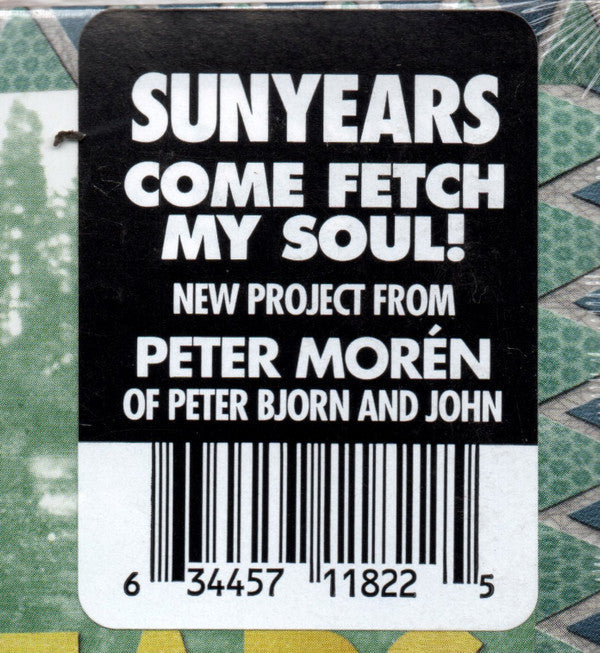 SUNYEARS
COME FETCH
MY SOUL!
NEW PROJECT FROM
PETER MORÉN
OF PETER BJORN AND JOHN
6 34457 11822 5